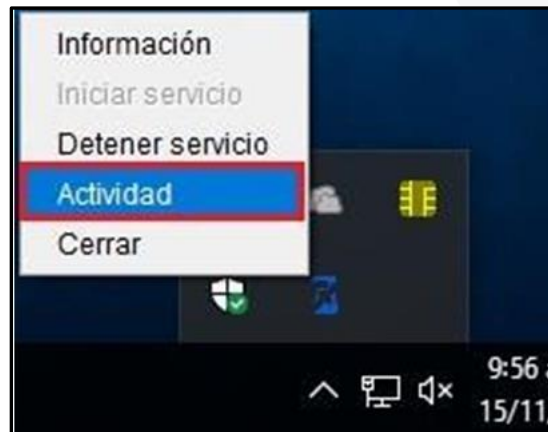 Información
Iniciar servicio
Detener servicio
Actividad
Cerrar
9:56 a
15/11/